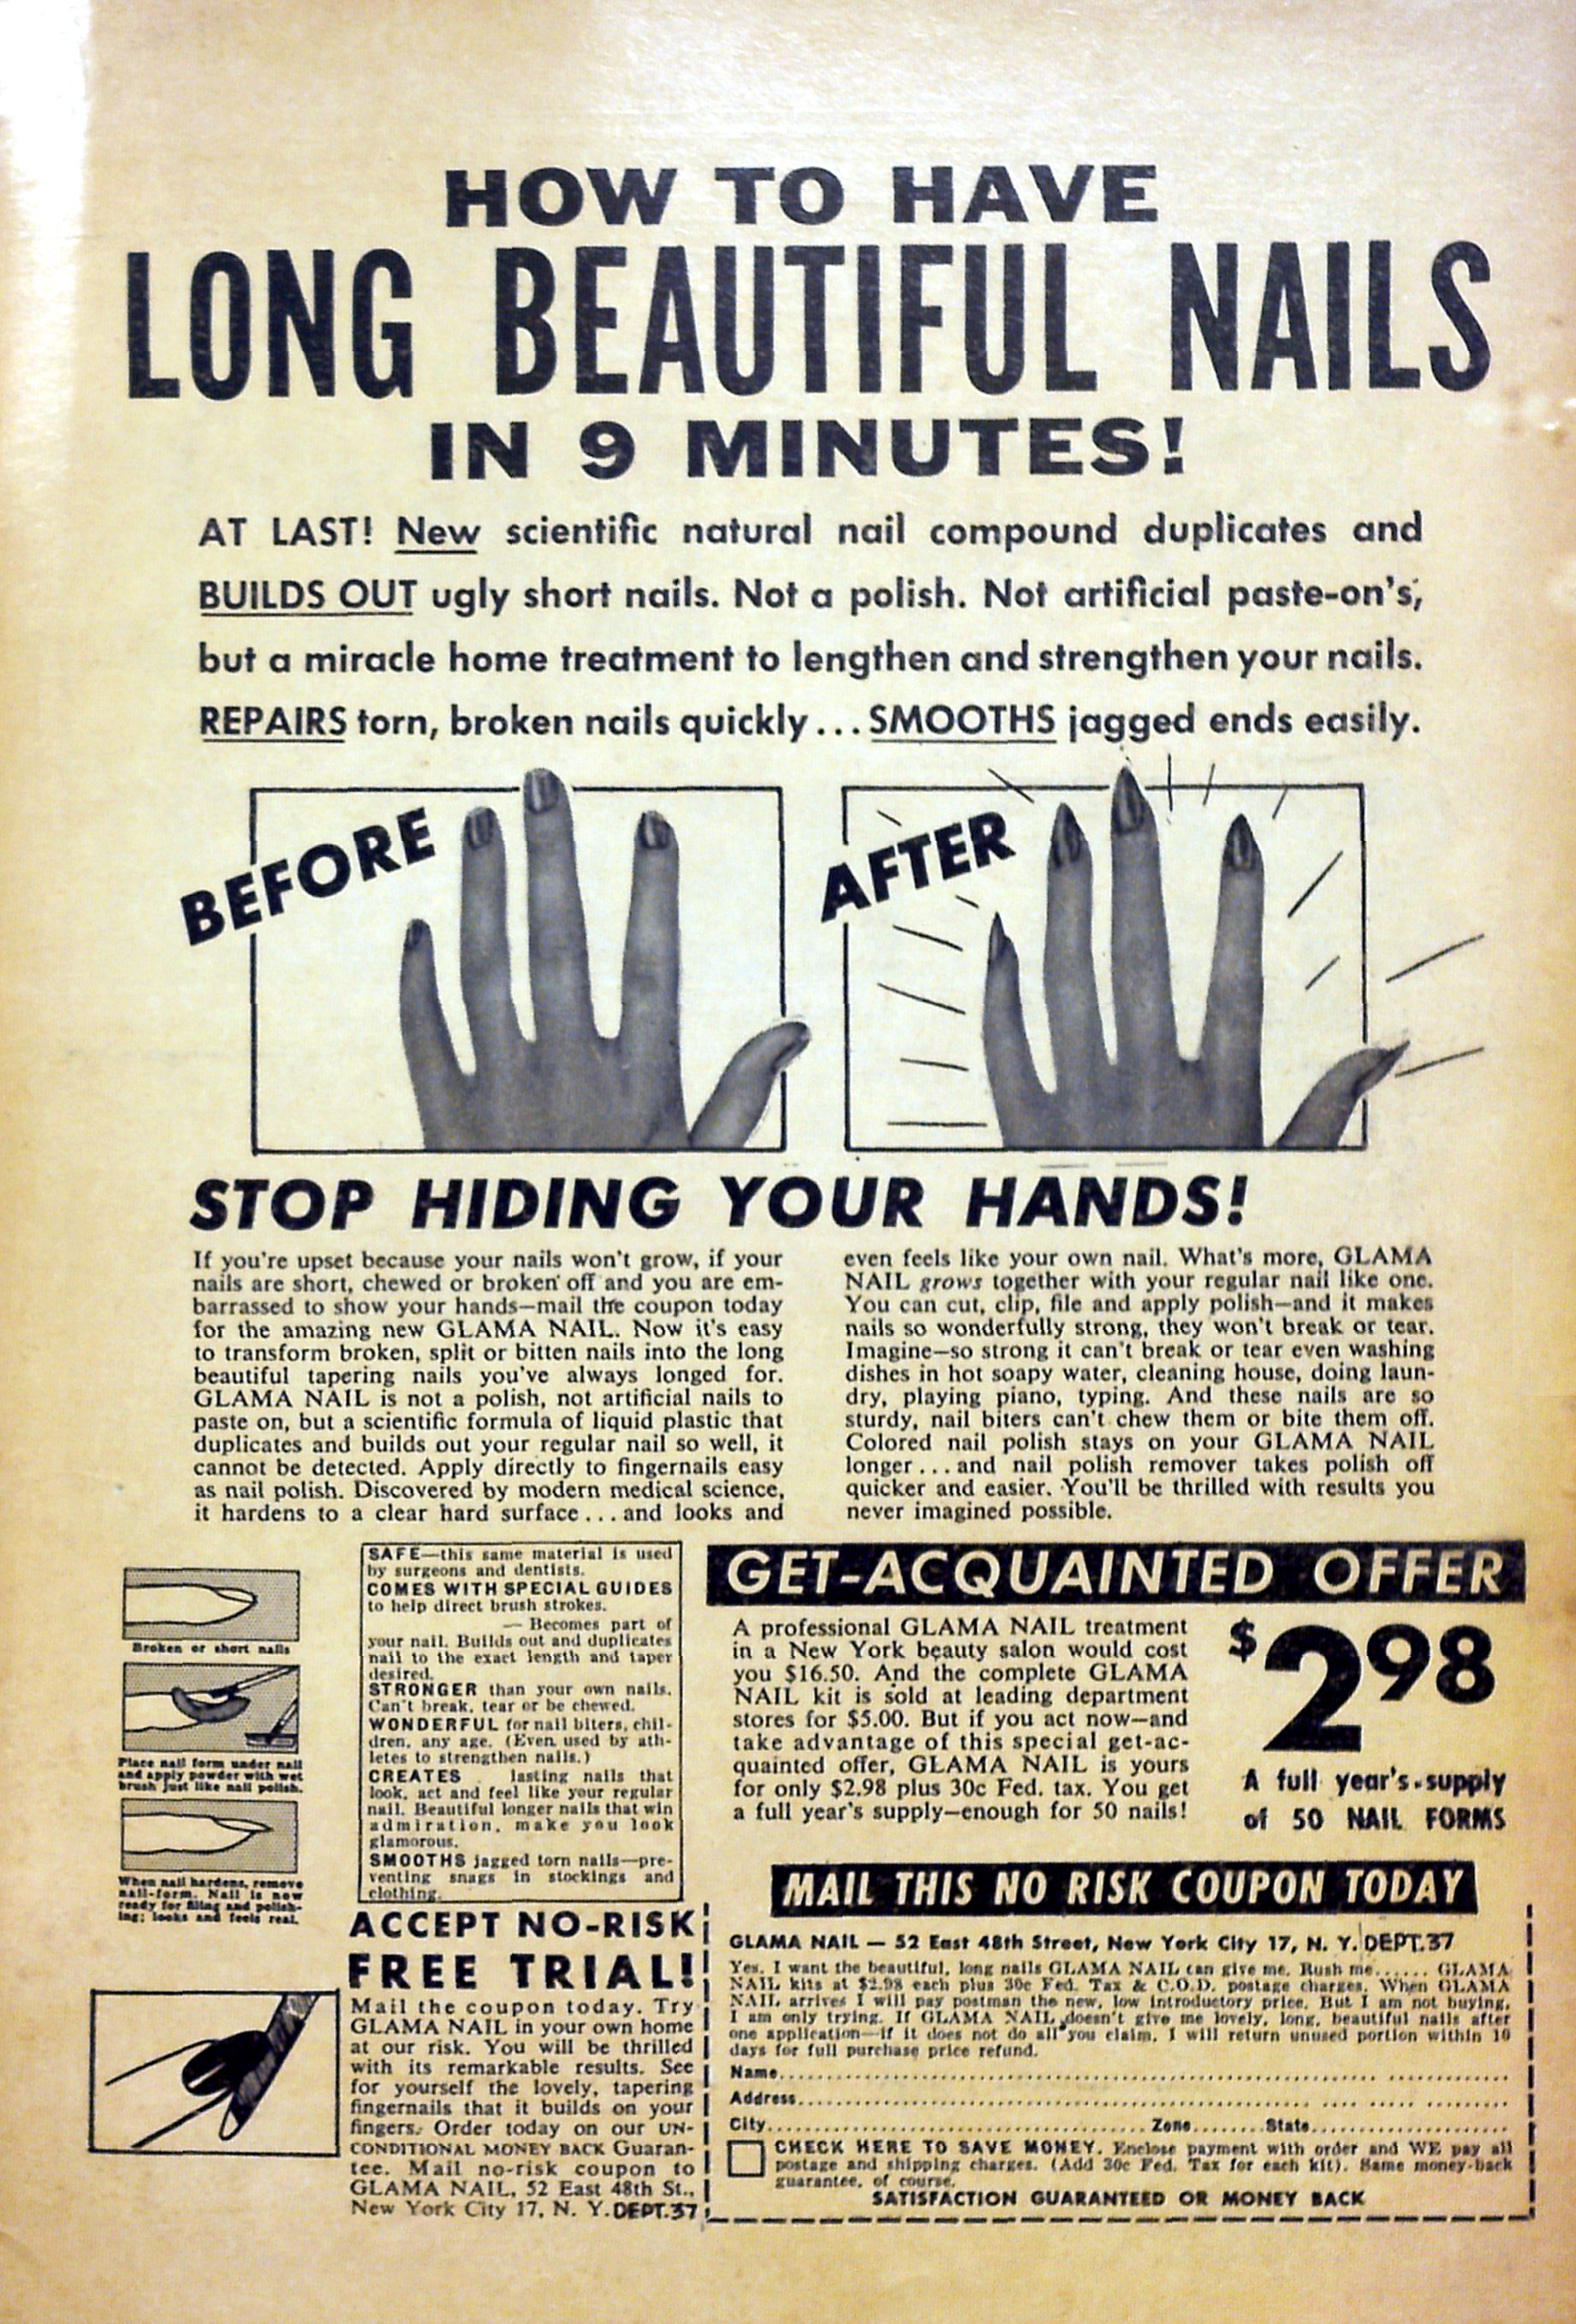 HOW TO HAVE
LONG BEAUTIFUL NAILS
IN 9 MINUTES!
AT LAST! New scientific natural nail compound duplicates and
BUILDS OUT ugly short nails. Not a polish. Not artificial paste-on's,
but a miracle home treatment to lengthen and strengthen your nails.
REPAIRS torn, broken nails quickly... SMOOTHS jagged ends easily.
BEFORE
AFTER
STOP HIDING YOUR HANDS!
If you're upset because your nails won't grow, if your
nails are short, chewed or broken off and you are em-
barrassed to show your hands—mail the coupon today
for the amazing new GLAMA NAIL. Now it's easy
to transform broken, split or bitten nails into the long
beautiful tapering nails you've always longed for.
GLAMA NAIL is not a polish, not artificial nails to
paste on, but a scientific formula of liquid plastic that
duplicates and builds out your regular nail so well, it
cannot be detected. Apply directly to fingernails easy
as nail polish. Discovered by modern medical science,
it hardens to a clear hard surface...and looks and
even feels like your own nail. What's more, GLAMA
NAIL grows together with your regular nail like one.
You can cut, clip, file and apply polish—and it makes
nails so wonderfully strong, they won't break or tear.
Imagine—so strong it can't break or tear even washing
dishes in hot soapy water, cleaning house, doing laun-
dry, playing piano, typing. And these nails are so
sturdy, nail biters can't chew them or bite them off.
Colored nail polish stays on your GLAMA NAIL
longer...and nail polish remover takes polish off
quicker and easier. You'll be thrilled with results you
never imagined possible.
Broken or short nails
Place nail form under nail
and apply powder with wet
brush just like nail polish.
When nail hardens, remove
nail-form. Nail is now
ready for filing and polish-
ing; looks and feels real.
SAFE—this same material is used
by surgeons and dentists.
COMES WITH SPECIAL GUIDES
to help direct brush strokes.
— Becomes part of
your nail. Builds out and duplicates
nail to the exact length and taper
desired.
STRONGER than your own nails.
Can't break, tear or be chewed.
WONDERFUL for nail biters, chil-
dren, any age. (Even used by ath-
letes to strengthen nails.)
CREATES lasting nails that
look, act and feel like your regular
nail. Beautiful longer nails that win
admiration, make you look
glamorous.
SMOOTHS jagged torn nails—pre-
venting snags in stockings and
clothing.
ACCEPT NO-RISK
FREE TRIAL!
Mail the coupon today. Try
GLAMA NAIL in your own home
at our risk. You will be thrilled
with its remarkable results. See
for yourself the lovely, tapering
fingernails that it builds on your
fingers. Order today on our UN-
CONDITIONAL MONEY BACK Guaran-
tee. Mail no-risk coupon to
GLAMA NAIL, 52 East 48th St.,
New York City 17, N. Y. DEPT.37
GET-ACQUAINTED OFFER
A professional GLAMA NAIL treatment
in a New York beauty salon would cost
you $16.50. And the complete GLAMA
NAIL kit is sold at leading department
stores for $5.00. But if you act now—and
take advantage of this special get-ac-
quainted offer, GLAMA NAIL is yours
for only $2.98 plus 30c Fed. tax. You get
a full year's supply—enough for 50 nails!
$298
A full year's supply
of 50 NAIL FORMS
MAIL THIS NO RISK COUPON TODAY
GLAMA NAIL — 52 East 48th Street, New York City 17, N. Y. DEPT.37
Yes, I want the beautiful, long nails GLAMA NAIL can give me. Rush me...... GLAMA
NAIL kits at $2.98 each plus 30c Fed. Tax & C.O.D. postage charges. When GLAMA
NAIL arrives I will pay postman the new, low introductory price. But I am not buying,
I am only trying. If GLAMA NAIL doesn't give me lovely, long, beautiful nails after
one application—if it does not do all you claim, I will return unused portion within 10
days for full purchase price refund.
Name
Address
City Zone State
CHECK HERE TO SAVE MONEY. Enclose payment with order and WE pay all
postage and shipping charges. (Add 30c Fed. Tax for each kit). Same money-back
guarantee, of course.
SATISFACTION GUARANTEED OR MONEY BACK